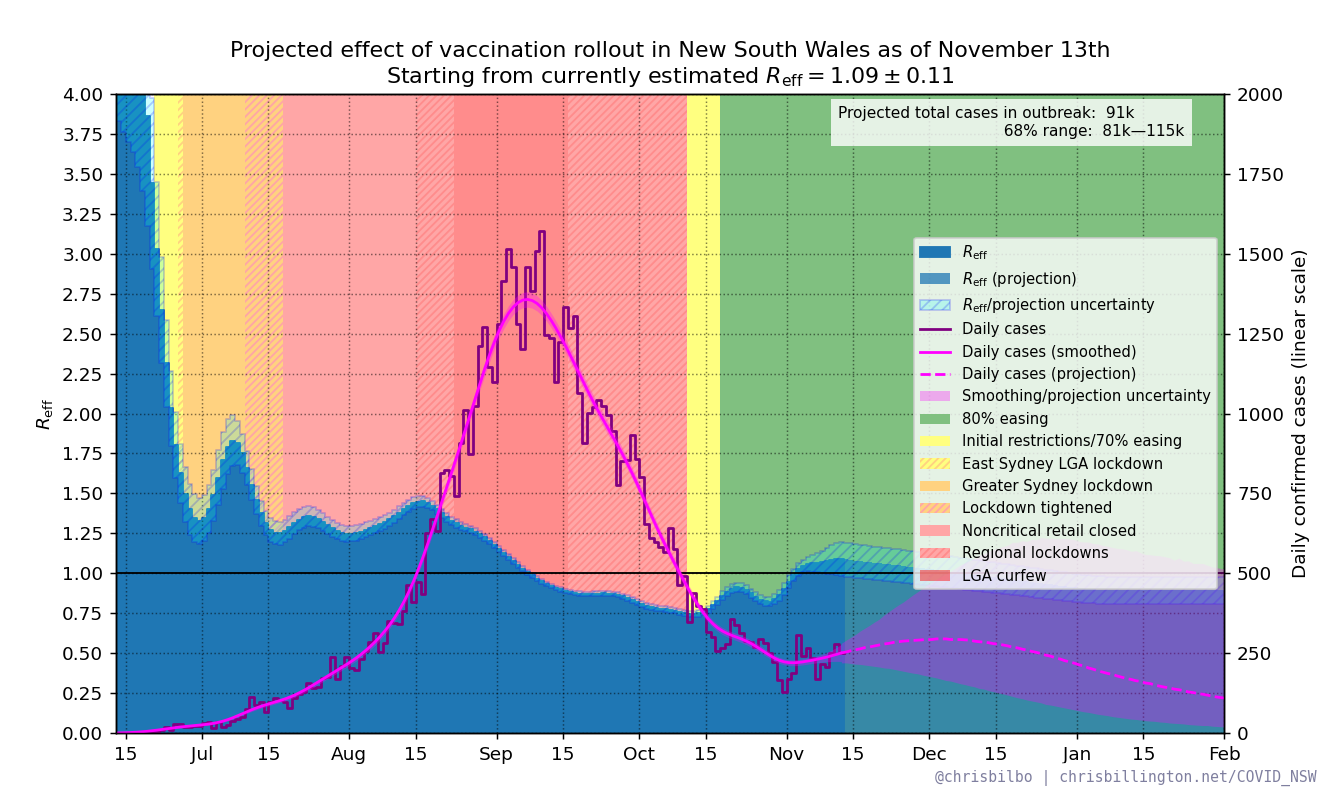 Projected effect of vaccination rollout in New South Wales as of November 13th
Starting from currently estimated R_eff = 1.09 ± 0.11
Projected total cases in outbreak: 91k
68% range: 81k—115k
4.00
3.75
3.50
3.25
3.00
2.75
2.50
2.25
2.00
1.75
1.50
1.25
1.00
0.75
0.50
0.25
0.00
R_eff
2000
1750
1500
1250
1000
750
500
250
0
Daily confirmed cases (linear scale)
R_eff
R_eff (projection)
R_eff/projection uncertainty
Daily cases
Daily cases (smoothed)
Daily cases (projection)
Smoothing/projection uncertainty
80% easing
Initial restrictions/70% easing
East Sydney LGA lockdown
Greater Sydney lockdown
Lockdown tightened
Noncritical retail closed
Regional lockdowns
LGA curfew
15 Jul 15 Aug 15 Sep 15 Oct 15 Nov 15 Dec 15 Jan 15 Feb
@chrisbilbo | chrisbillington.net/COVID_NSW